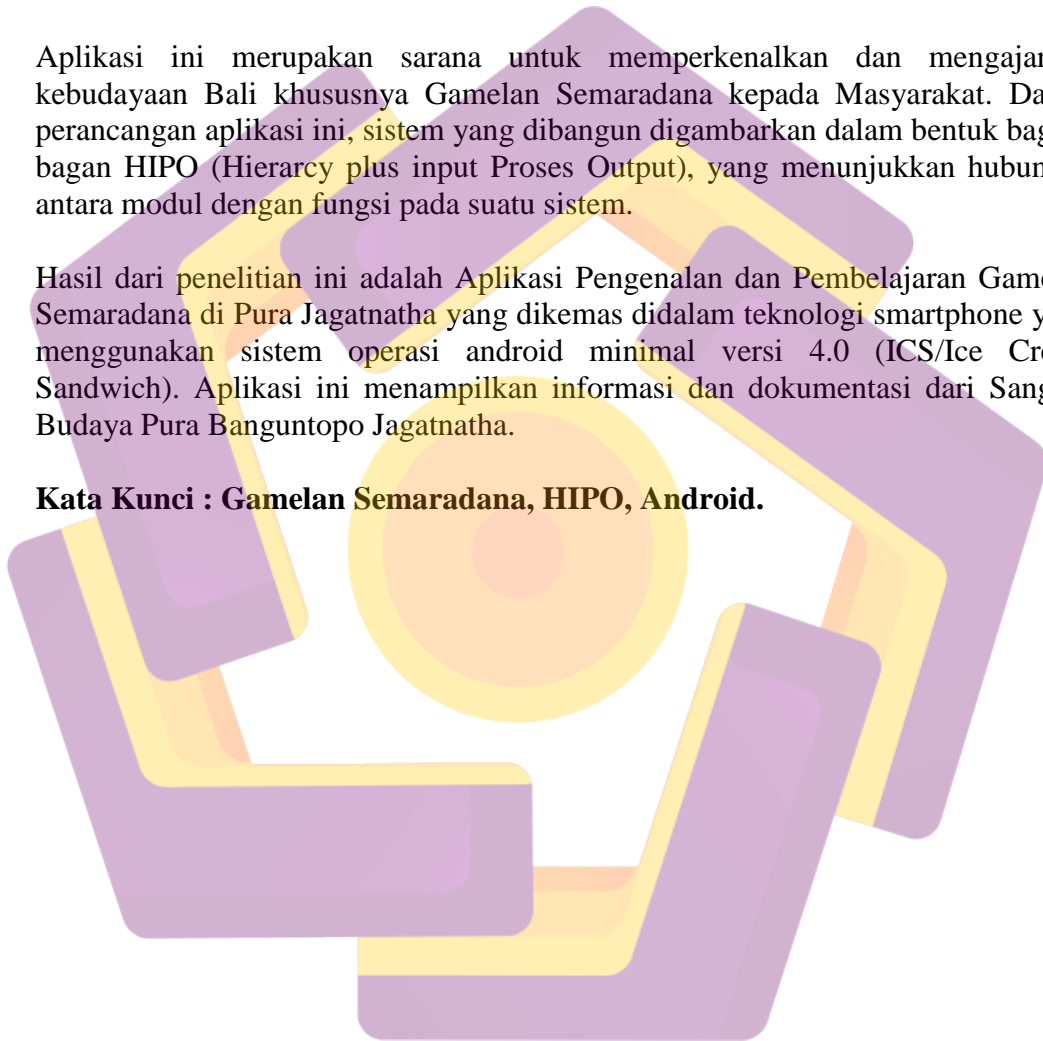 Aplikasi ini merupakan sarana untuk memperkenalkan dan mengajar
kebudayaan Bali khususnya Gamelan Semaradana kepada Masyarakat. Da
perancangan aplikasi ini, sistem yang dibangun digambarkan dalam bentuk bag
bagan HIPO (Hierarcy plus input Proses Output), yang menunjukkan hubun
antara modul dengan fungsi pada suatu sistem.
Hasil dari penelitian ini adalah Aplikasi Pengenalan dan Pembelajaran Game
Semaradana di Pura Jagatnatha yang dikemas didalam teknologi smartphone y
menggunakan sistem operasi android minimal versi 4.0 (ICS/Ice Cre
Sandwich). Aplikasi ini menampilkan informasi dan dokumentasi dari Sang
Budaya Pura Banguntopo Jagatnatha.
Kata Kunci : Gamelan Semaradana, HIPO, Android.